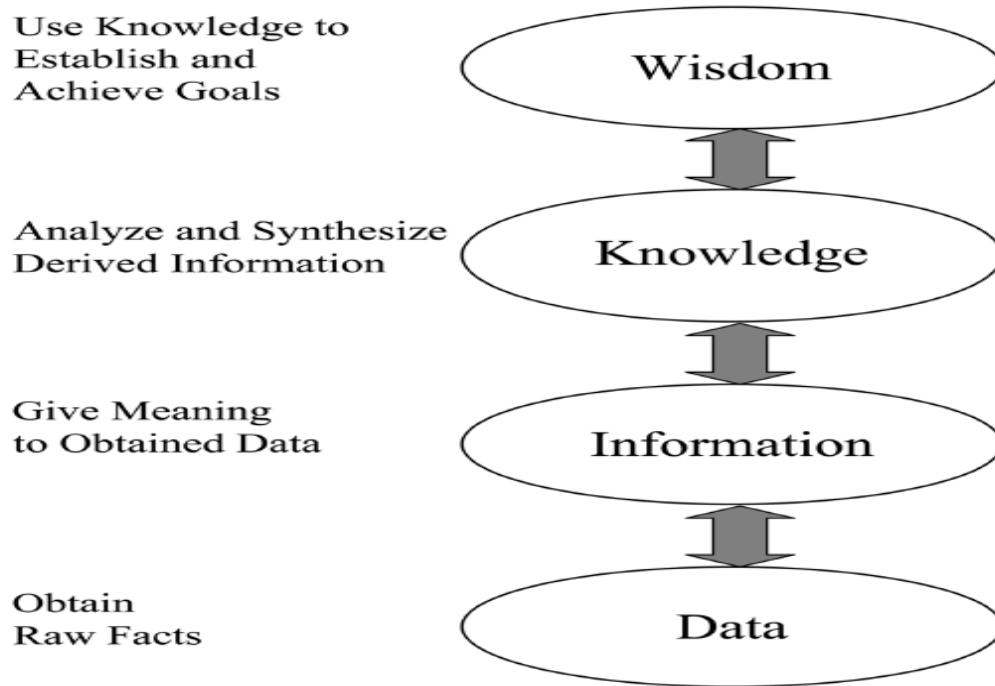 Use Knowledge to
Establish and
Achieve Goals
Wisdom
Analyze and Synthesize
Derived Information
Knowledge
Give Meaning
to Obtained Data
Information
Obtain
Raw Facts
Data